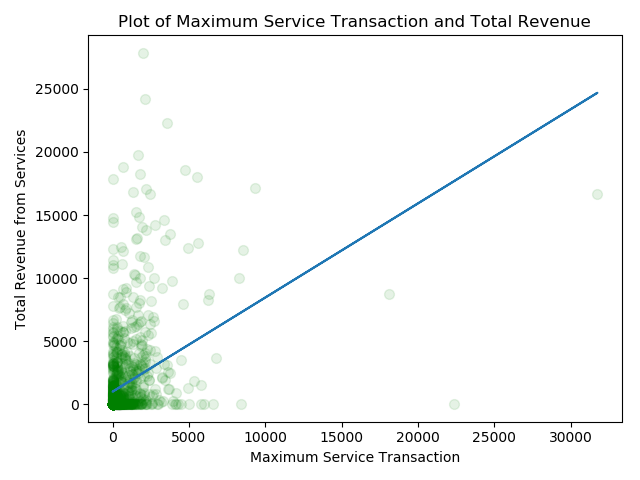 Plot of Maximum Service Transaction and Total Revenue
Total Revenue from Services
25000
20000
15000
10000
5000
0
0 5000 10000 15000 20000 25000 30000
Maximum Service Transaction